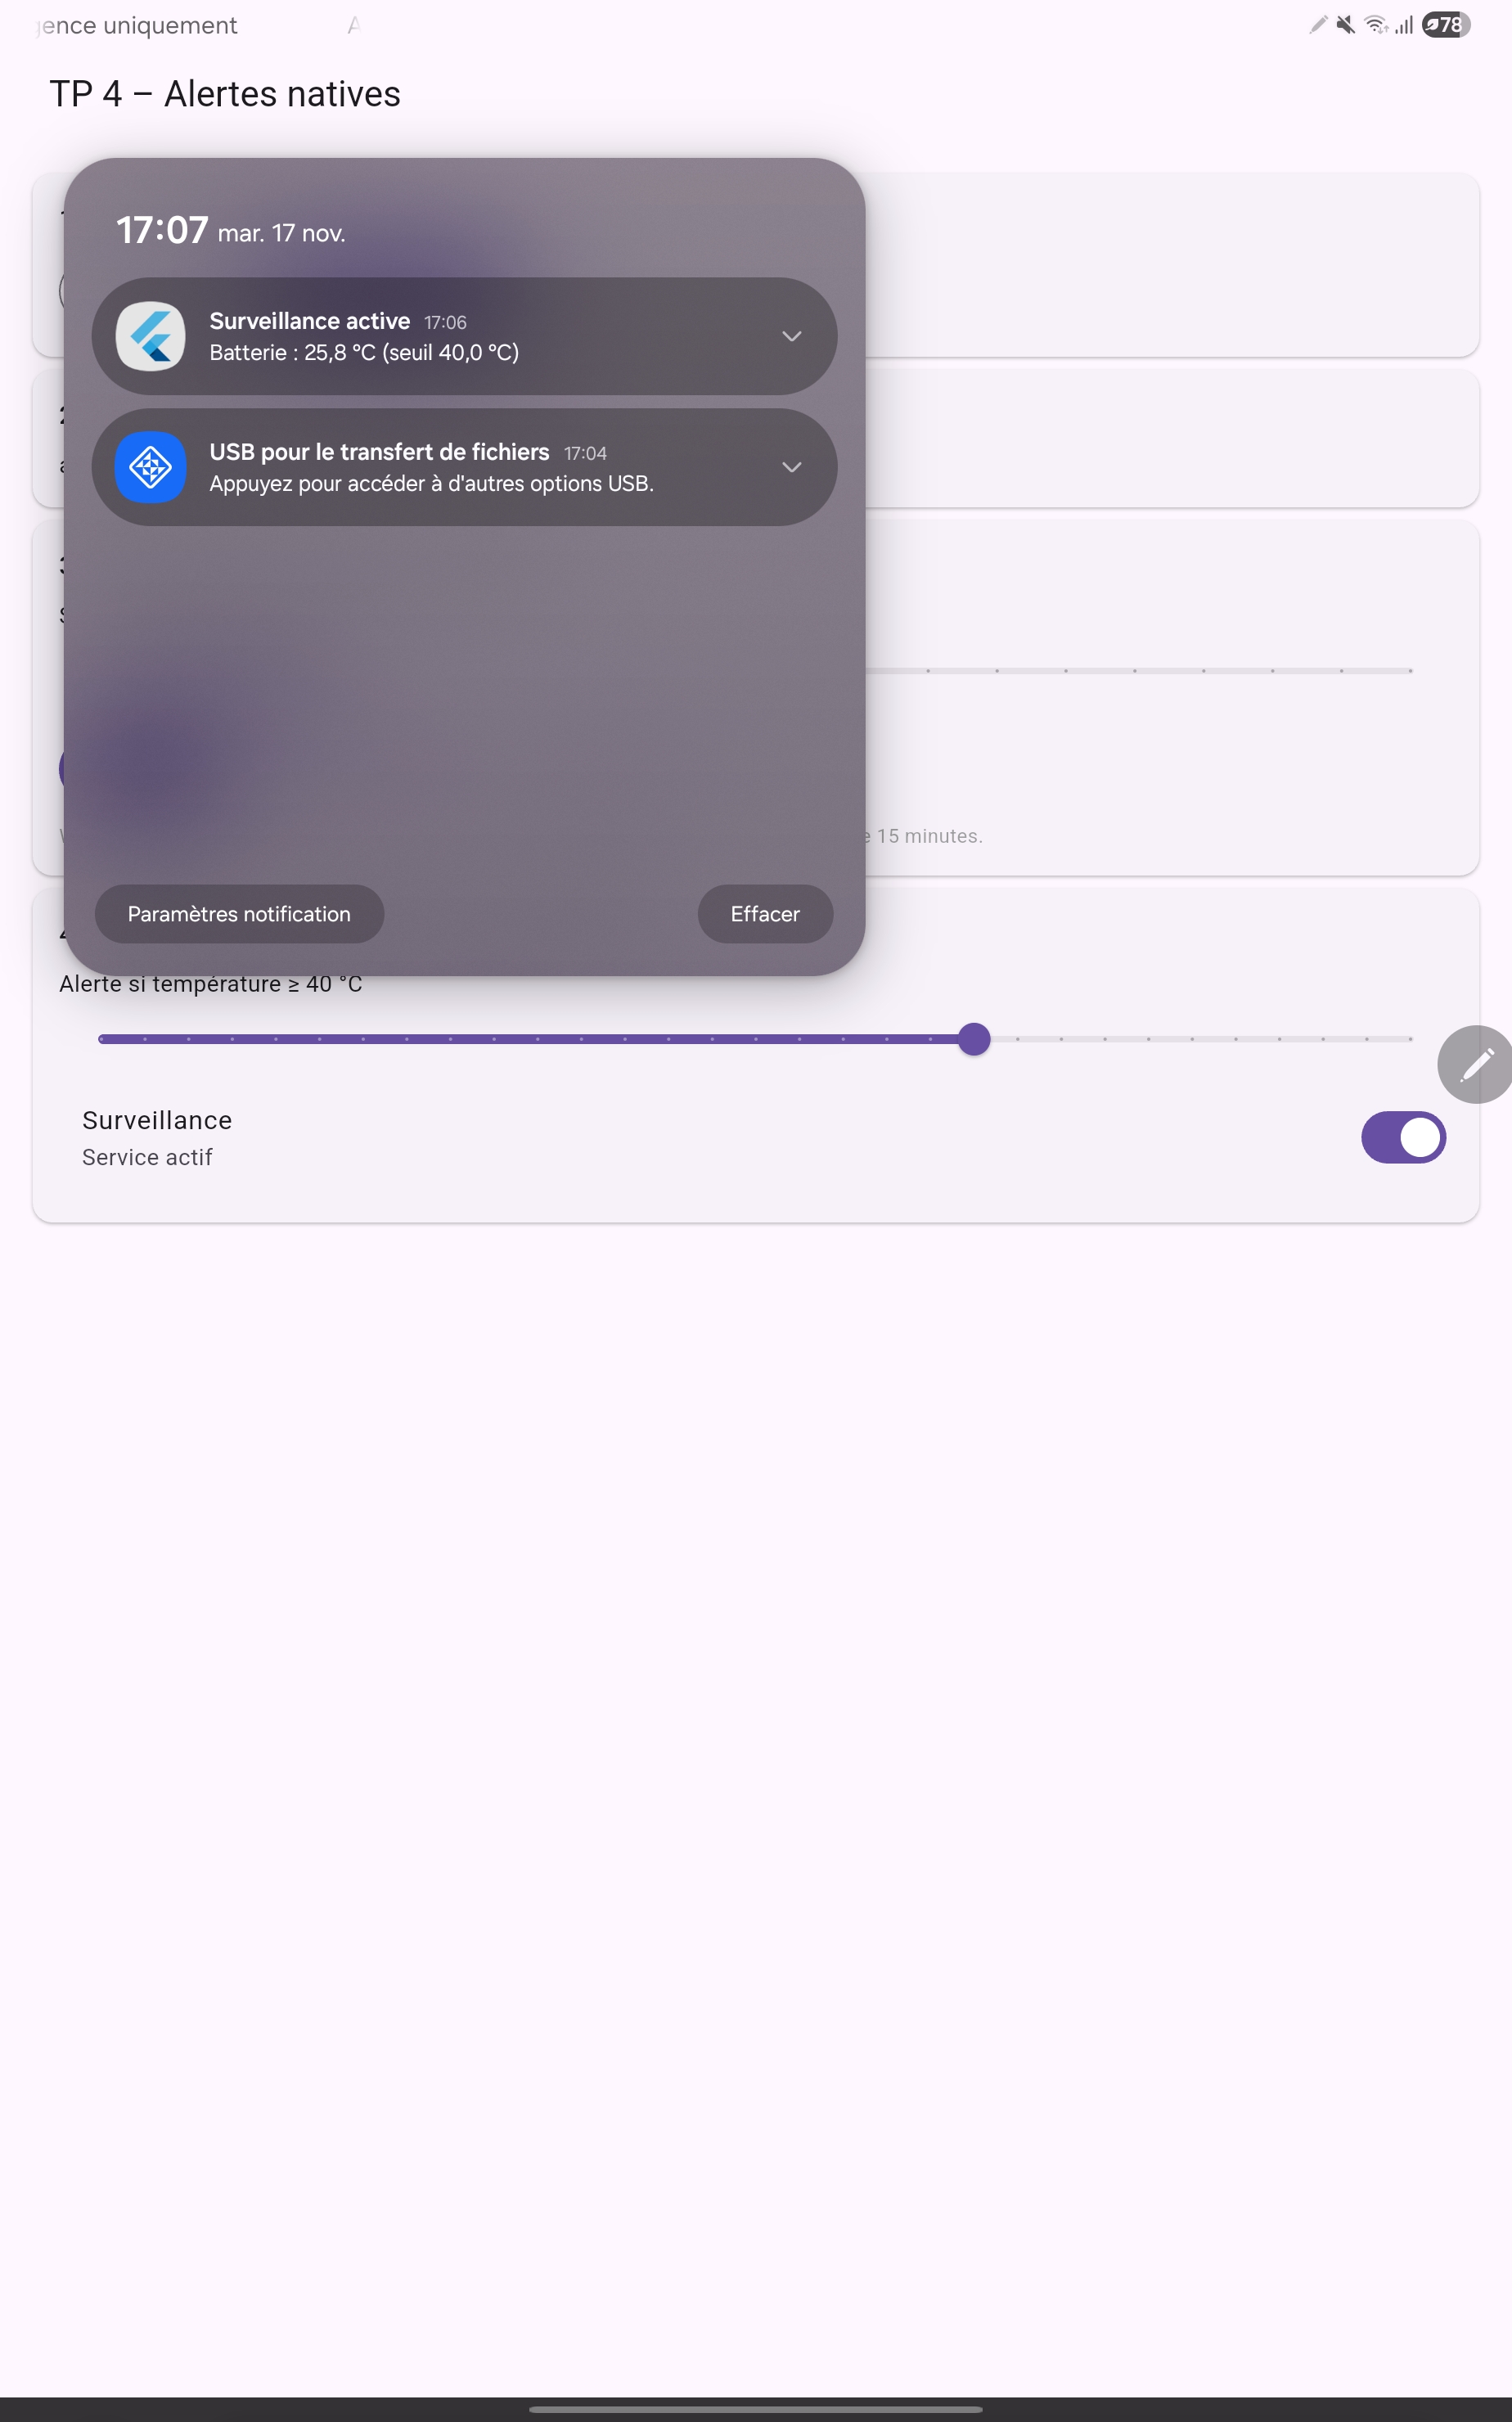 uniquement
78
TP 4 – Alertes natives
17:07 mar. 17 nov.
Surveillance active 17:06
Batterie : 25,8 °C (seuil 40,0 °C)
USB pour le transfert de fichiers 17:04
Appuyez pour accéder à d'autres options USB.
15 minutes.
Paramètres notification
Effacer
Alerte si température ≥ 40 °C
Surveillance
Service actif